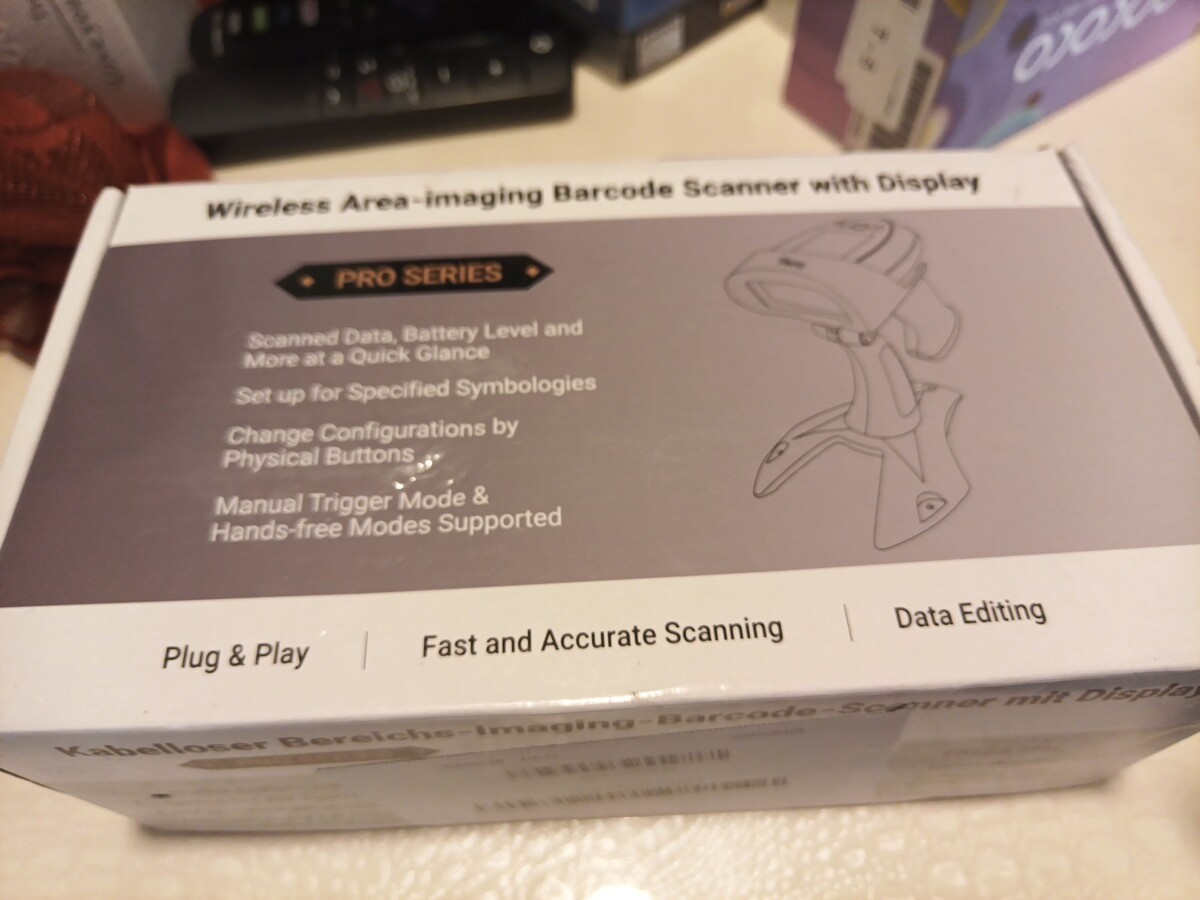 Wireless Area-imaging Barcode Scanner with Display
PRO SERIES
Scanned Data, Battery Level and
More at a Quick Glance
Set up for Specified Symbologies
Change Configurations by
Physical Buttons
Manual Trigger Mode &
Hands-free Modes Supported
Plug & Play
Fast and Accurate Scanning
Data Editing
Kabelloser Bereichs-Imaging-Barcode-Scanner mit Display